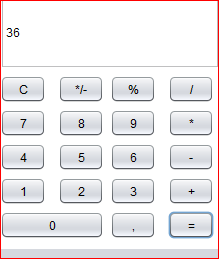 36
C */- % /
7 8 9 *
4 5 6 -
1 2 3 +
0 , =